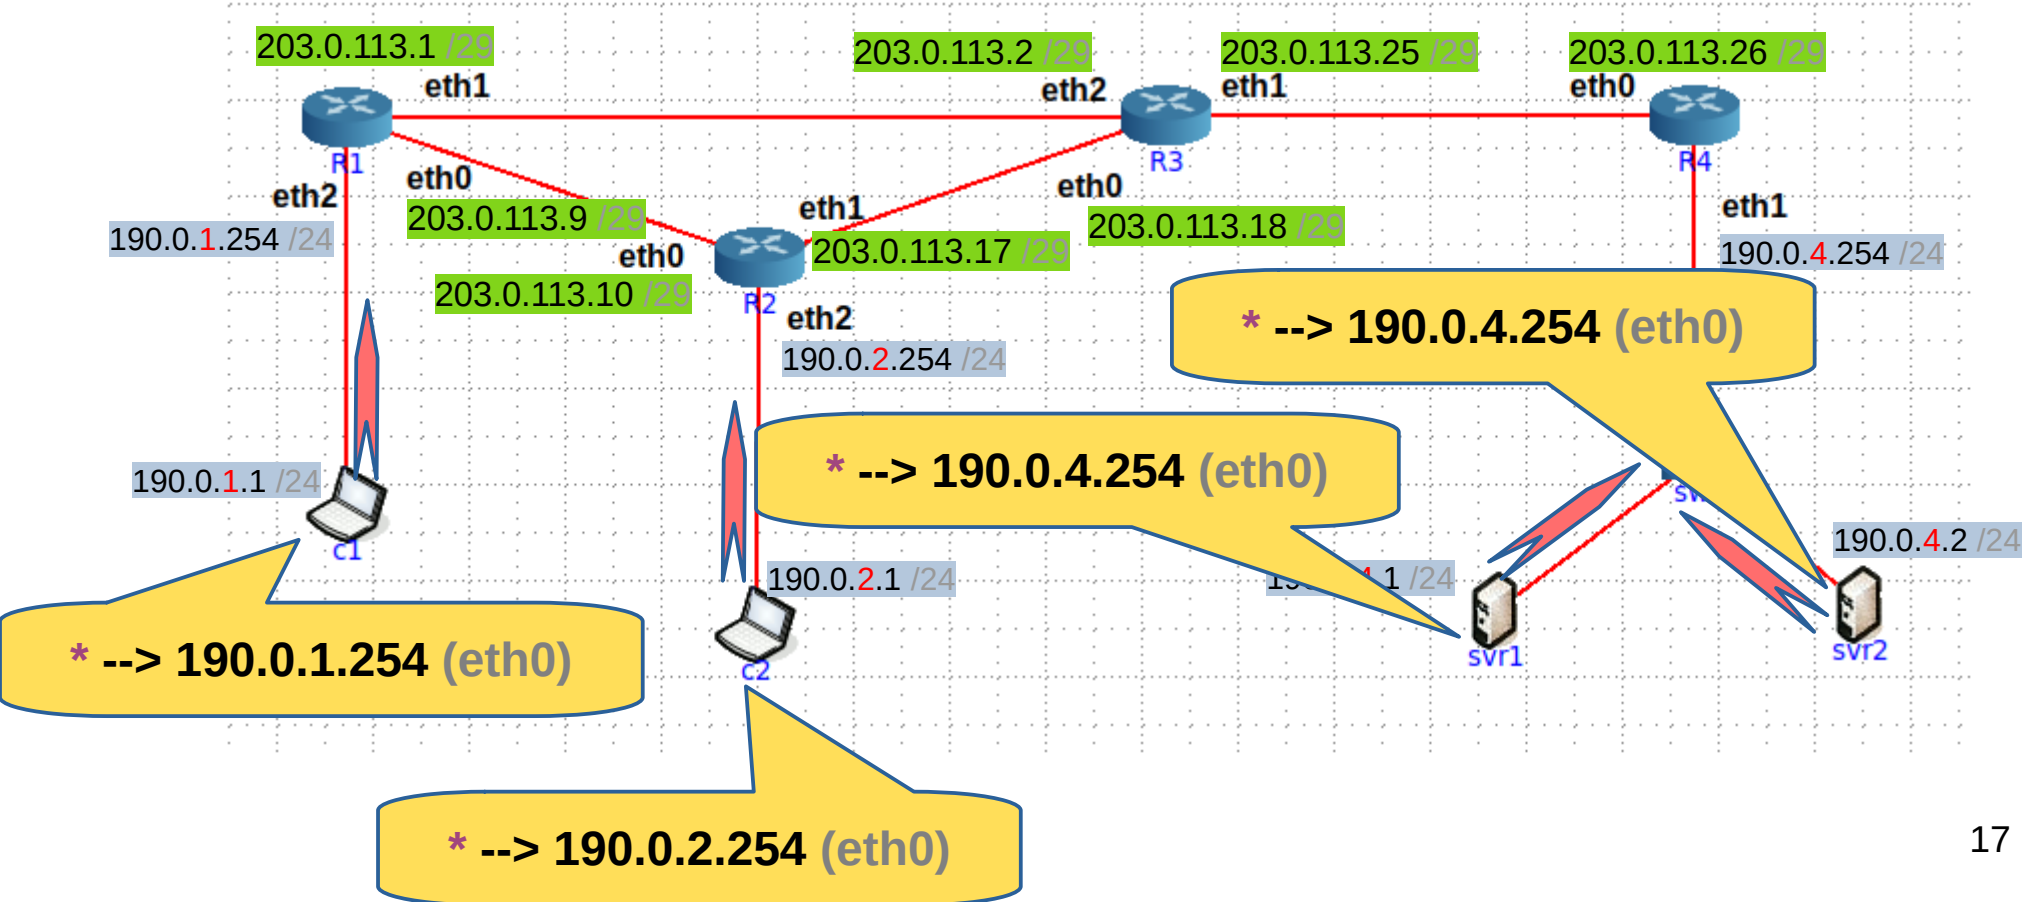 203.0.113.1 /29
203.0.113.2 /29
203.0.113.25 /29
203.0.113.26 /29
eth1
eth2
eth1
eth0
R1
R3
R4
eth2
eth0
eth0
eth1
eth1
190.0.1.254 /24
203.0.113.9 /29
203.0.113.18 /29
eth0
203.0.113.17 /29
190.0.4.254 /24
203.0.113.10 /29
R2
eth2
* --> 190.0.4.254 (eth0)
190.0.2.254 /24
* --> 190.0.4.254 (eth0)
190.0.1.1 /24
c1
190.0.4.2 /24
190.0.2.1 /24
.1 /24
* --> 190.0.1.254 (eth0)
c2
svr1
svr2
* --> 190.0.2.254 (eth0)
17